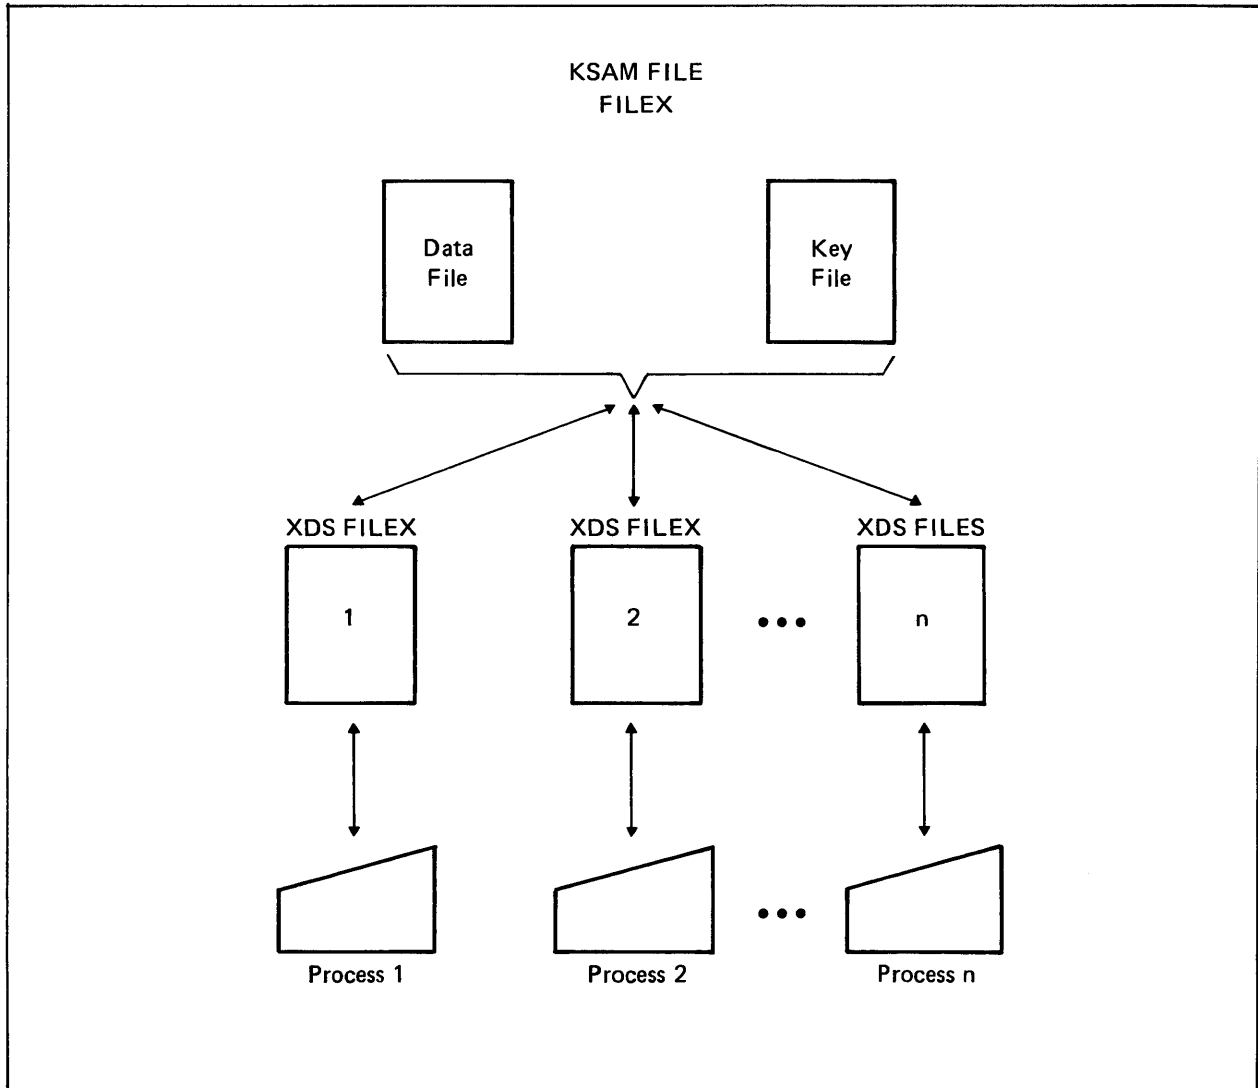 KSAM FILE
FILEX
Data
File
Key
File
XDS FILEX
XDS FILEX
XDS FILES
1
2
•••
n
•••
Process 1
Process 2
Process n